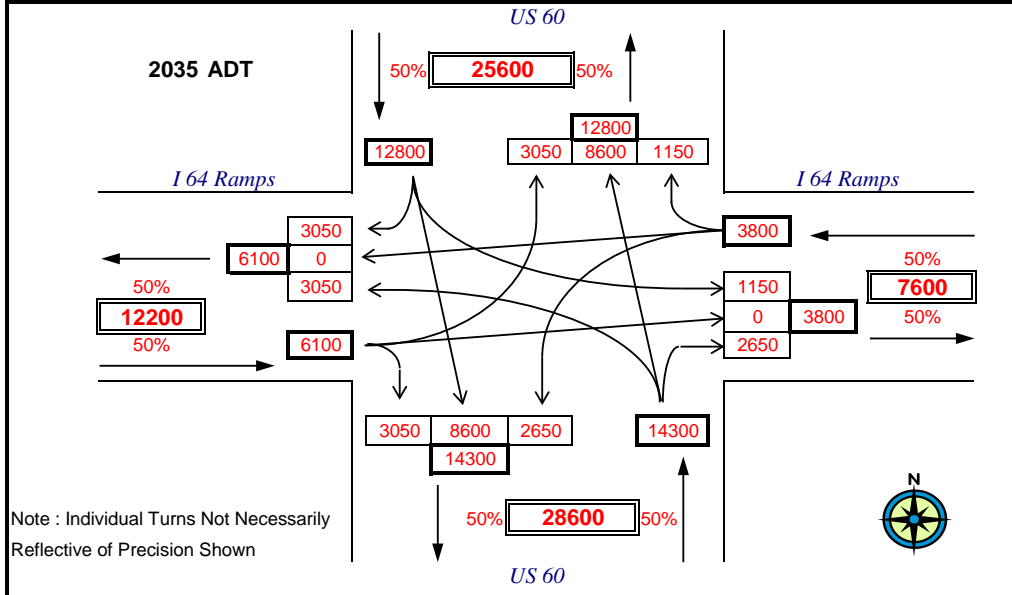 US 60
2035 ADT
50% 25600 50%
12800
12800
3050 8600 1150
I 64 Ramps
I 64 Ramps
3050
6100 0
3050
3800
50%
12200
50%
6100
50%
7600
50%
1150
0 3800
2650
3050 8600 2650
14300
14300
50% 28600 50%
N
Note : Individual Turns Not Necessarily
Reflective of Precision Shown
US 60